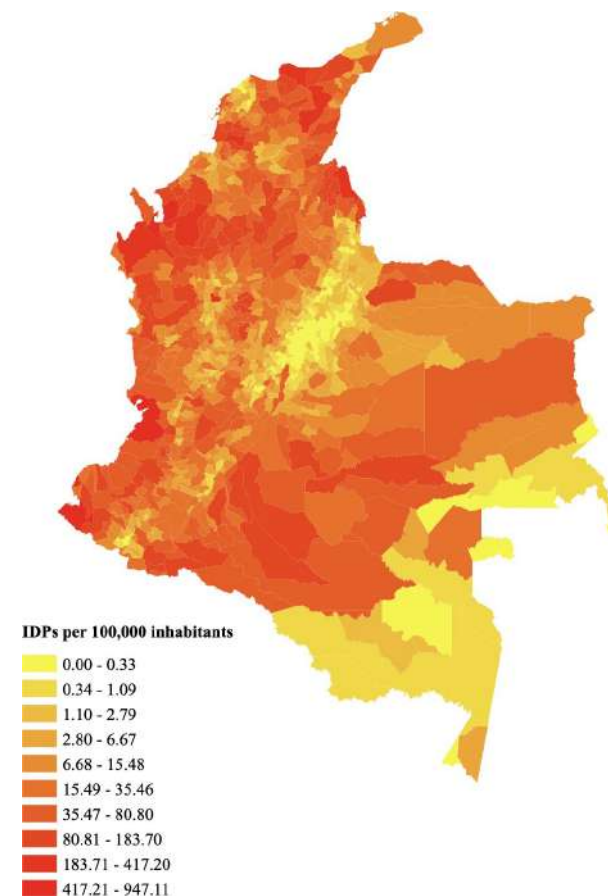 IDPs per 100,000 inhabitants
0.00 - 0.33
0.34 - 1.09
1.10 - 2.79
2.80 - 6.67
6.68 - 15.48
15.49 - 35.46
35.47 - 80.80
80.81 - 183.70
183.71 - 417.20
417.21 - 947.11